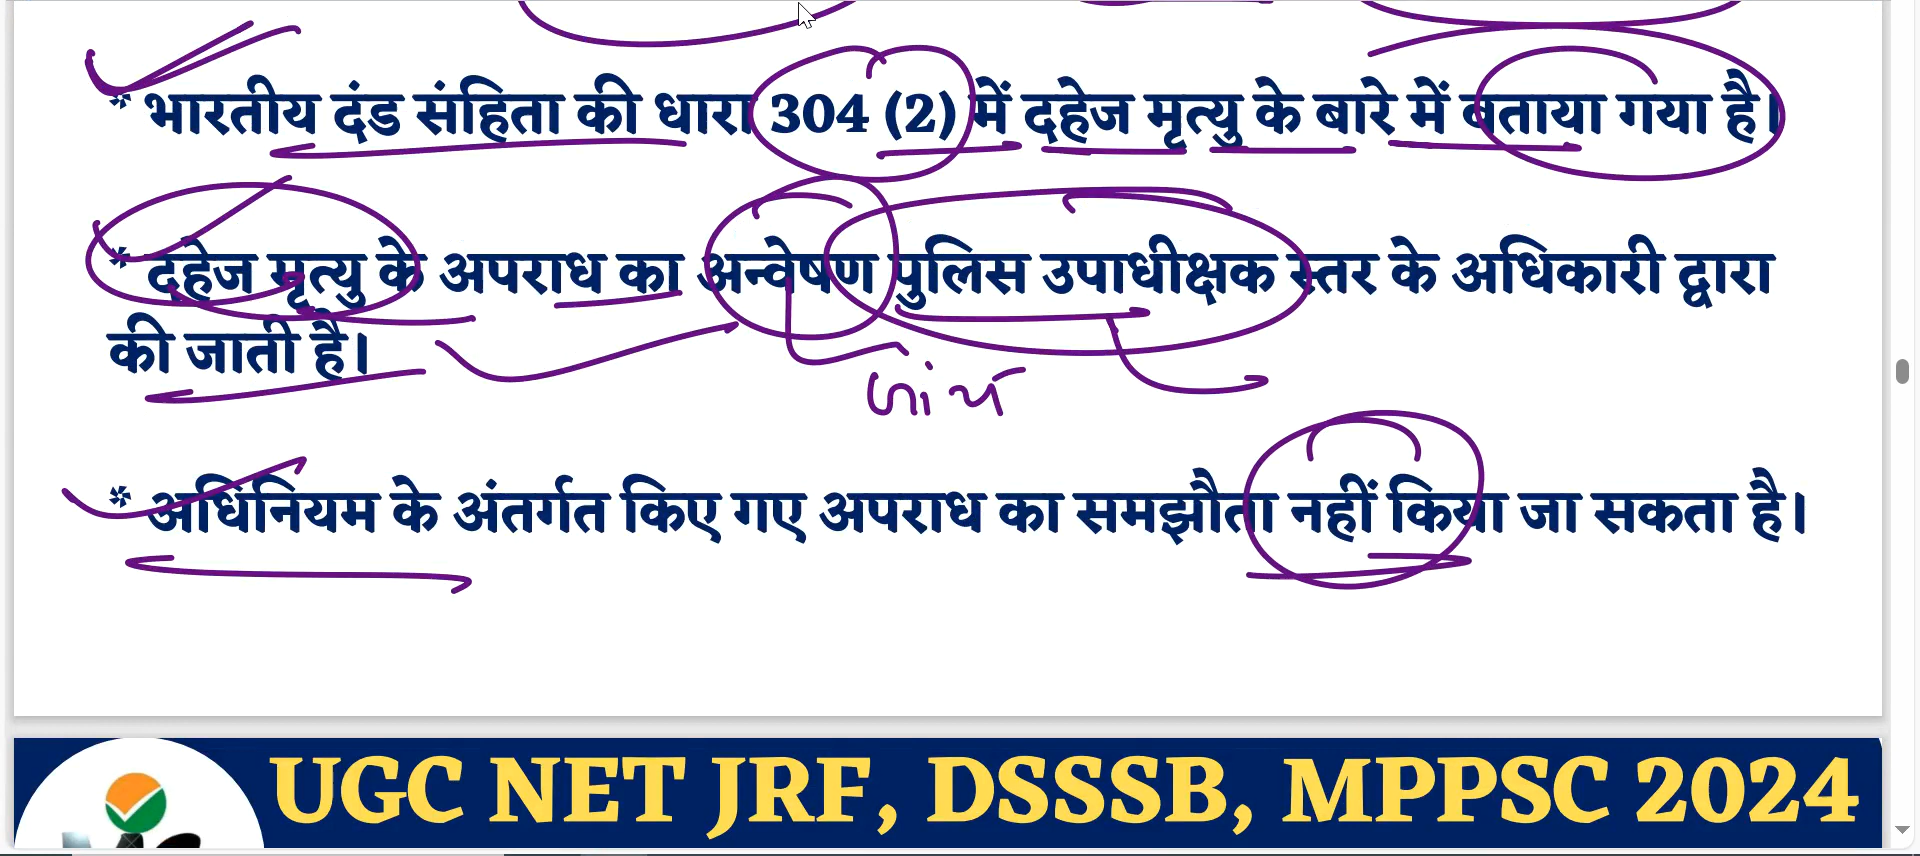 * भारतीय दंड संहिता की धारा 304 (2) में दहेज मृत्यु के बारे में बताया गया है।
* दहेज मृत्यु के अपराध का अन्वेषण पुलिस उपाधीक्षक स्तर के अधिकारी द्वारा
की जाती है।
जांच
* अधिनियम के अंतर्गत किए गए अपराध का समझौता नहीं किया जा सकता है।
UGC NET JRF, DSSSB, MPPSC 2024